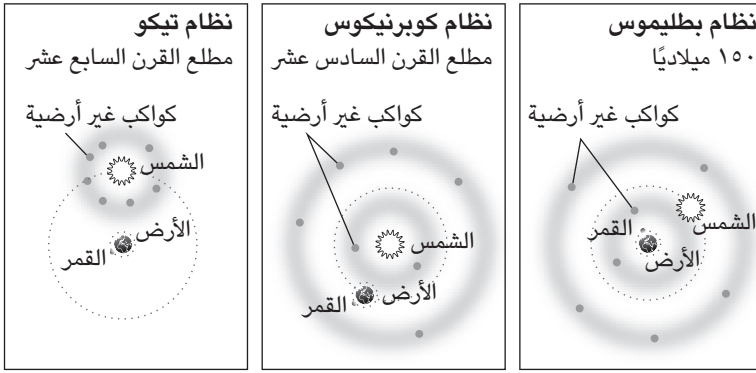 نظام بطليموس
١٥٠ ميلاديًا
كواكب غير أرضية
الشمس
القمر
الأرض
نظام كوبرنيكوس
مطلع القرن السادس عشر
كواكب غير أرضية
الشمس
الأرض
القمر
نظام تيكو
مطلع القرن السابع عشر
كواكب غير أرضية
الشمس
الأرض
القمر